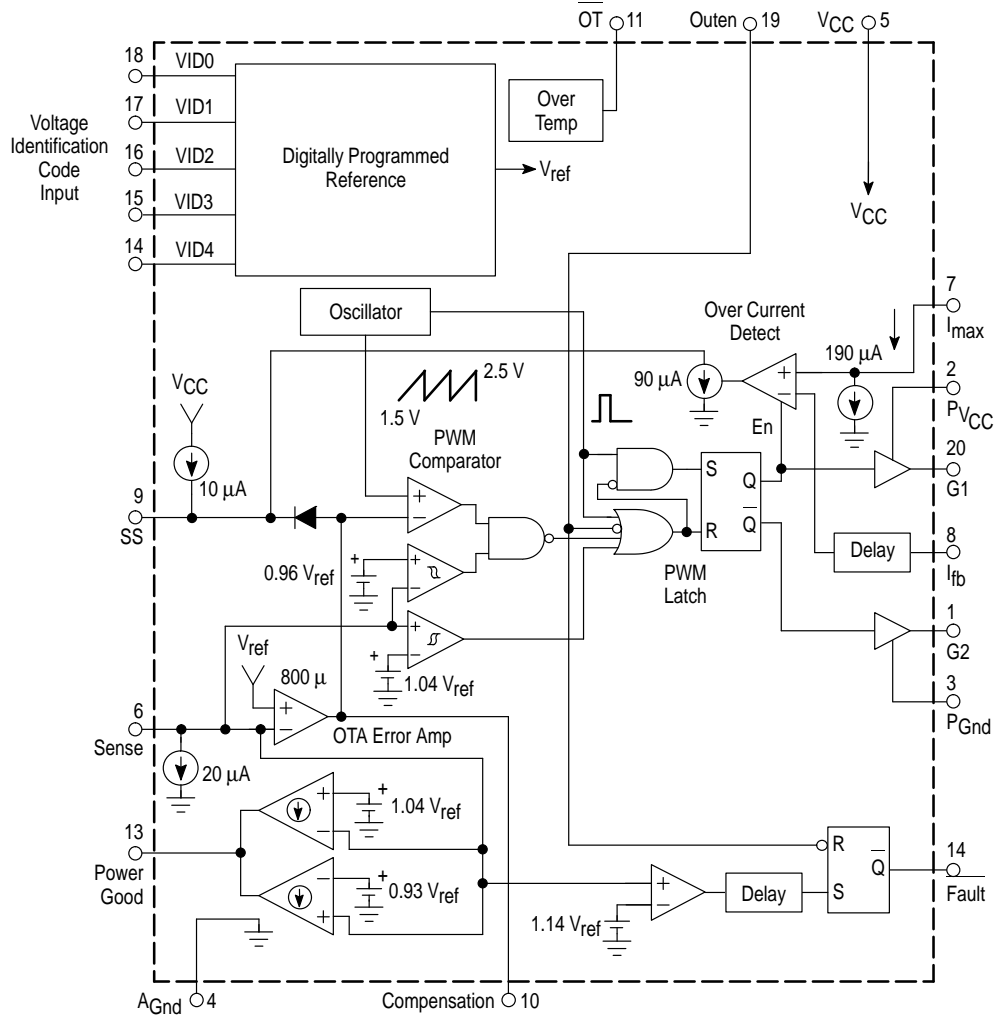 OT 11
Outen 19
VCC 5
18 VID0
17 VID1
16 VID2
15 VID3
14 VID4
Voltage
Identification
Code
Input
Digitally Programmed
Reference
Vref
Over
Temp
VCC
Oscillator
Over Current
Detect
7
Imax
190 µA
90 µA
2
PVCC
En
20
G1
VCC
10 µA
1.5 V
2.5 V
PWM
Comparator
9
SS
+
−
S
Q
R
Q
PWM
Latch
Delay
8
Ifb
+
0.96 Vref
+
−
+
−
+
1.04 Vref
1
G2
3
PGnd
Vref
800 µ
+
−
OTA Error Amp
6
Sense
20 µA
+
−
+
1.04 Vref
13
Power
Good
−
+
+
0.93 Vref
+
−
1.14 Vref
Delay
R
Q
S
14
Fault
AGnd 4
Compensation 10
+
−